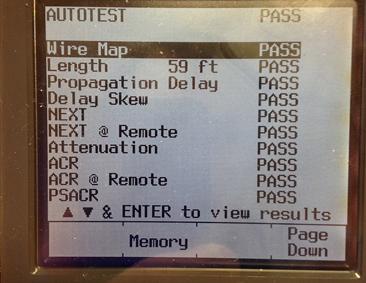 AUTOTEST PASS
Wire Map PASS
Length 59 ft PASS
Propagation Delay PASS
Delay Skew PASS
NEXT PASS
NEXT @ Remote PASS
Attenuation PASS
ACR PASS
ACR @ Remote PASS
PSACR PASS
▲ ▼ & ENTER to view results
Memory Page Down